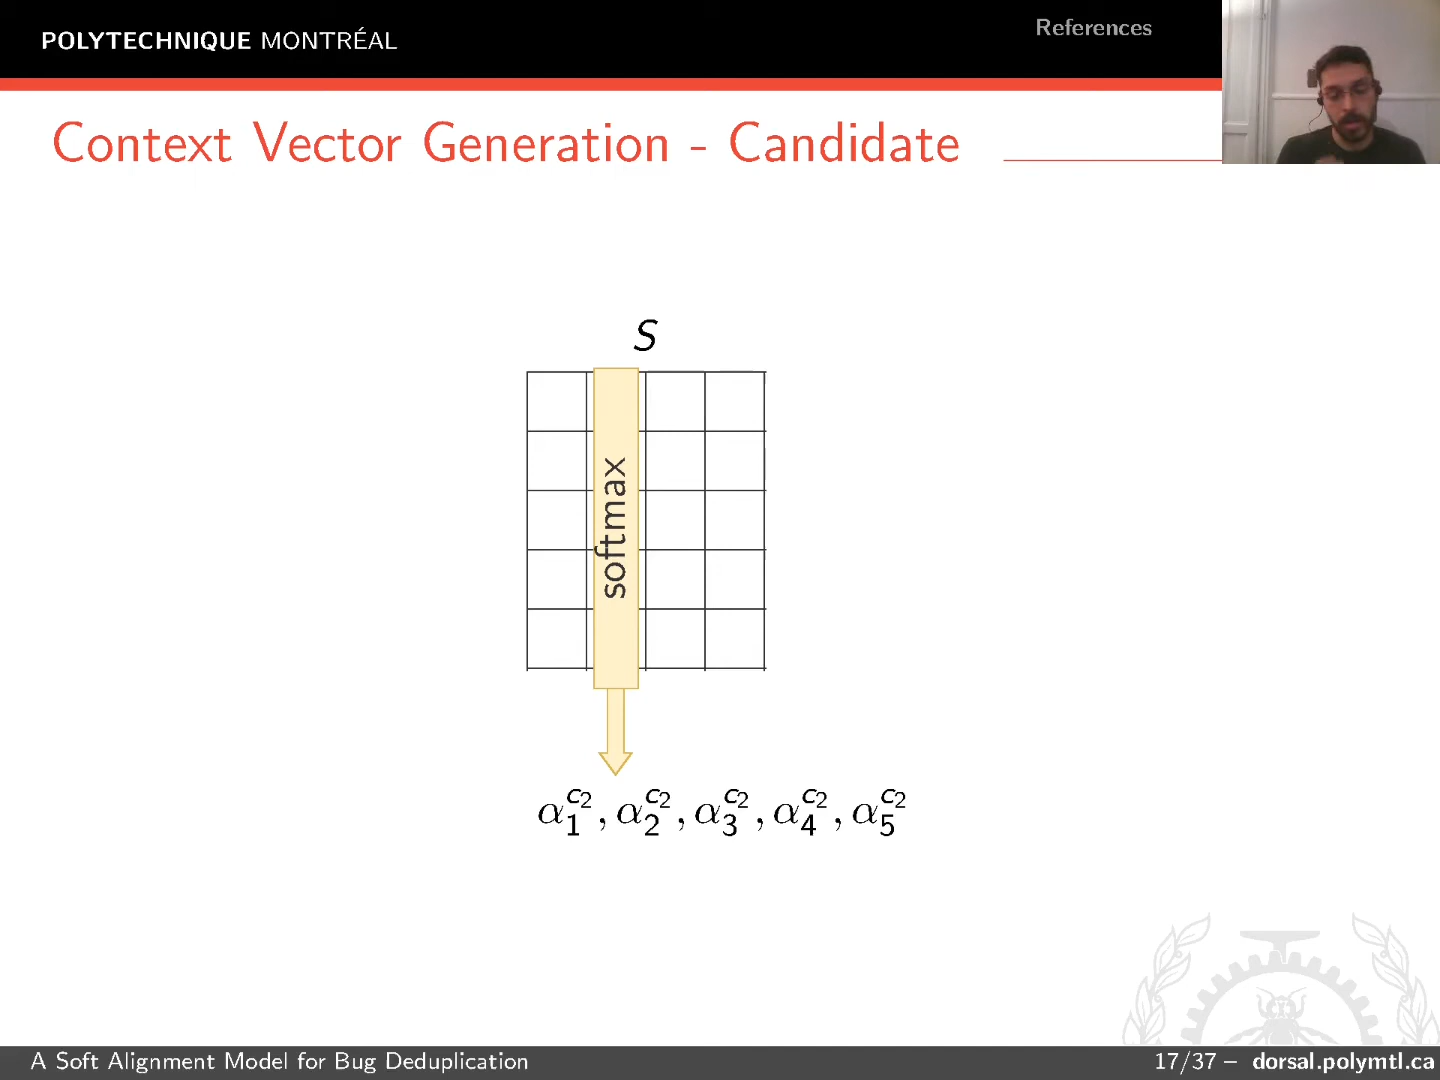 References
POLYTECHNIQUE MONTRÉAL
Context Vector Generation - Candidate
S
softmax
α₁^c₂, α₂^c₂, α₃^c₂, α₄^c₂, α₅^c₂
A Soft Alignment Model for Bug Deduplication
17/37 – dorsal.polymtl.ca